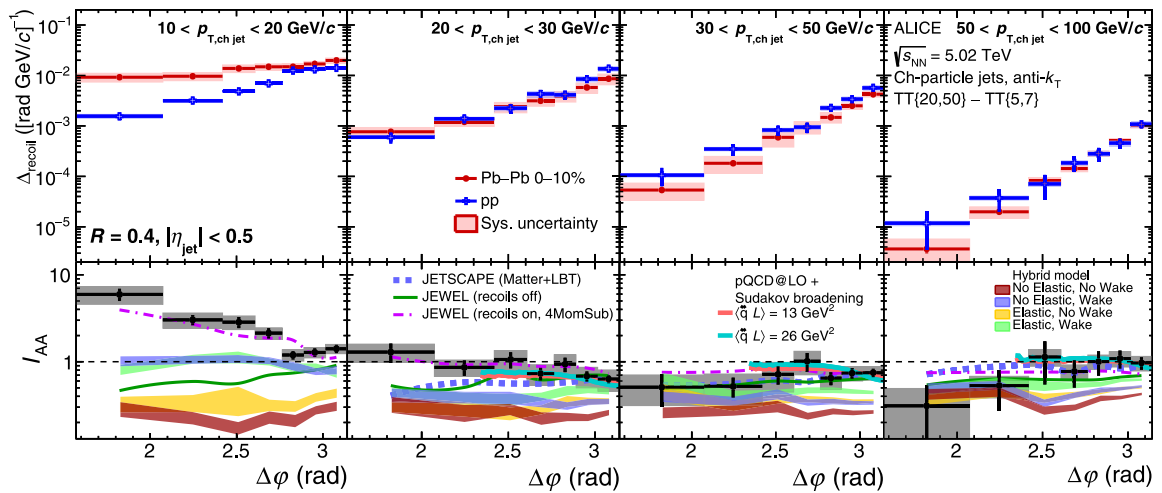 10 < p_T,ch jet < 20 GeV/c
20 < p_T,ch jet < 30 GeV/c
30 < p_T,ch jet < 50 GeV/c
50 < p_T,ch jet < 100 GeV/c
ALICE
√s_NN = 5.02 TeV
Ch-particle jets, anti-k_T
TT{20,50} − TT{5,7}
Δ_recoil ([rad GeV/c]⁻¹)
10⁻¹
10⁻²
10⁻³
10⁻⁴
10⁻⁵
Pb–Pb 0–10%
pp
Sys. uncertainty
R = 0.4, |η_jet| < 0.5
I_AA
10
1
JETSCAPE (Matter+LBT)
JEWEL (recoils off)
JEWEL (recoils on, 4MomSub)
pQCD@LO +
Sudakov broadening
⟨q̂ L⟩ = 13 GeV²
⟨q̂ L⟩ = 26 GeV²
Hybrid model
No Elastic, No Wake
No Elastic, Wake
Elastic, No Wake
Elastic, Wake
2 2.5 3 2 2.5 3 2 2.5 3 2 2.5 3
Δφ (rad) Δφ (rad) Δφ (rad) Δφ (rad)